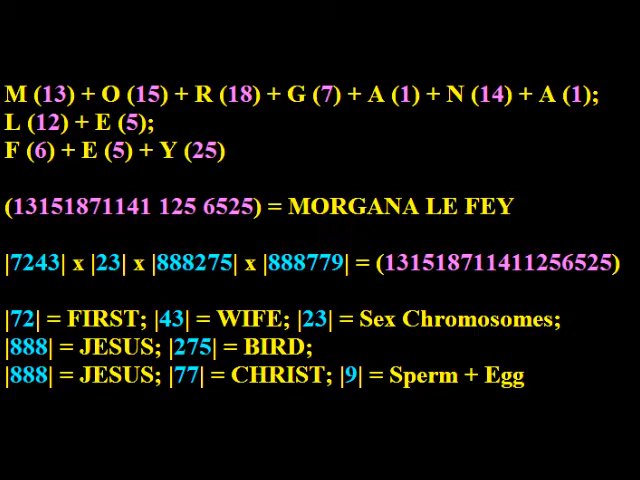 M (13) + O (15) + R (18) + G (7) + A (1) + N (14) + A (1);
L (12) + E (5);
F (6) + E (5) + Y (25)
(13151871141 125 6525) = MORGANA LE FEY
|7243| x |23| x |888275| x |888779| = (131518711411256525)
|72| = FIRST; |43| = WIFE; |23| = Sex Chromosomes;
|888| = JESUS; |275| = BIRD;
|888| = JESUS; |77| = CHRIST; |9| = Sperm + Egg